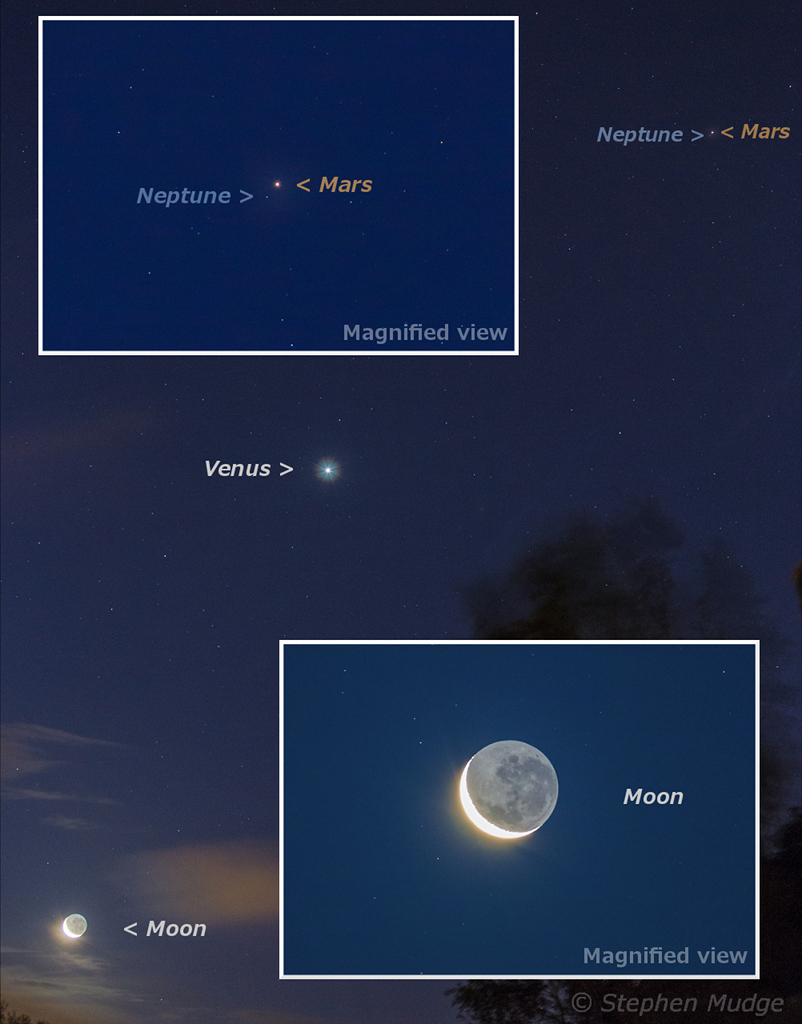 Neptune > < Mars
Neptune > < Mars
Magnified view
Venus >
Moon
< Moon
Magnified view
© Stephen Mudge